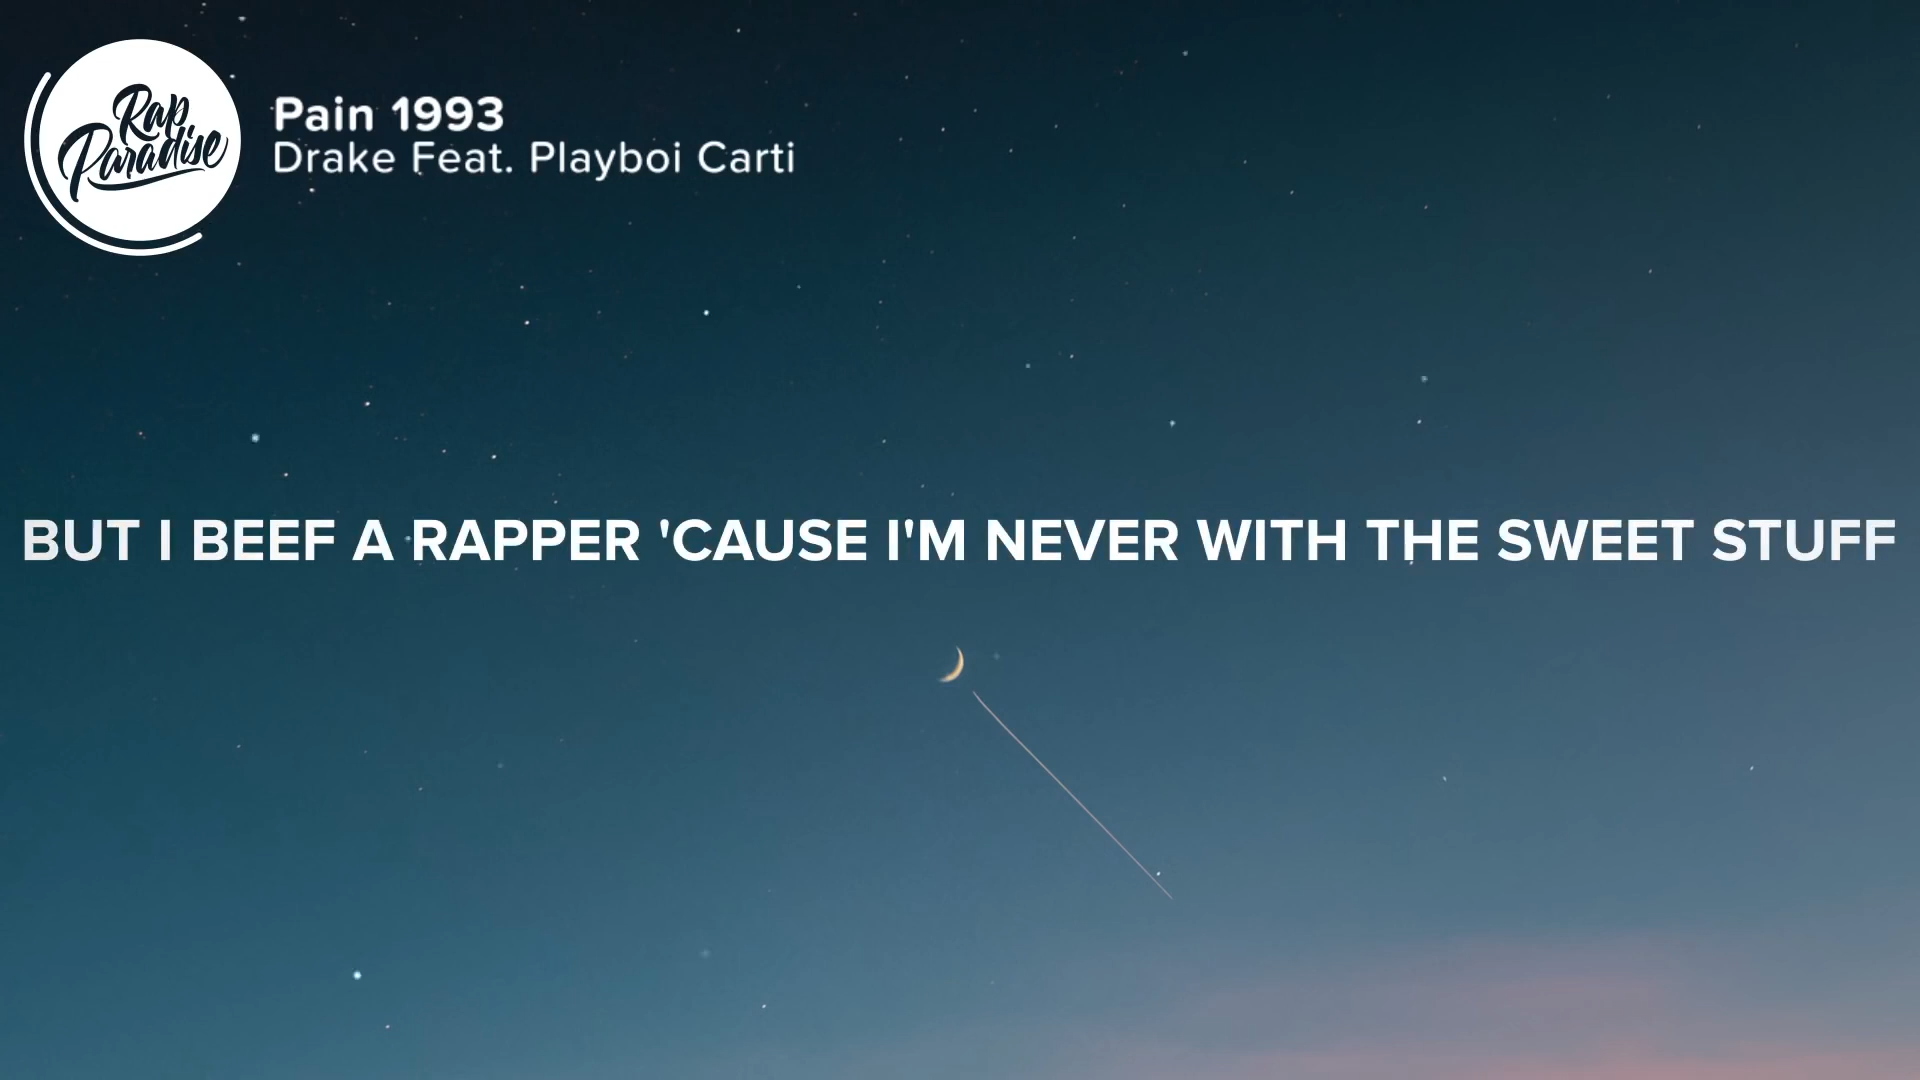 Rap
Paradise
Pain 1993
Drake Feat. Playboi Carti
BUT I BEEF A RAPPER 'CAUSE I'M NEVER WITH THE SWEET STUFF